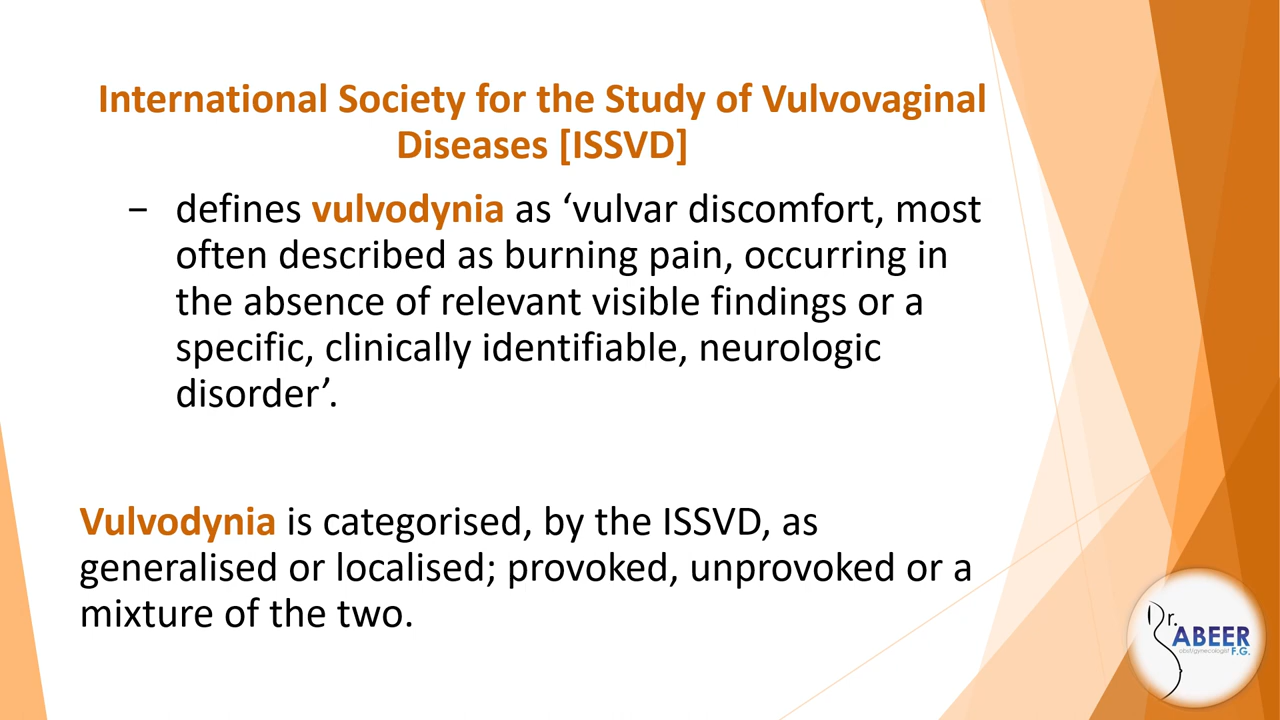 International Society for the Study of Vulvovaginal
Diseases [ISSVD]
− defines vulvodynia as ‘vulvar discomfort, most
often described as burning pain, occurring in
the absence of relevant visible findings or a
specific, clinically identifiable, neurologic
disorder’.
Vulvodynia is categorised, by the ISSVD, as
generalised or localised; provoked, unprovoked or a
mixture of the two.
Dr.
ABEER
F.G.